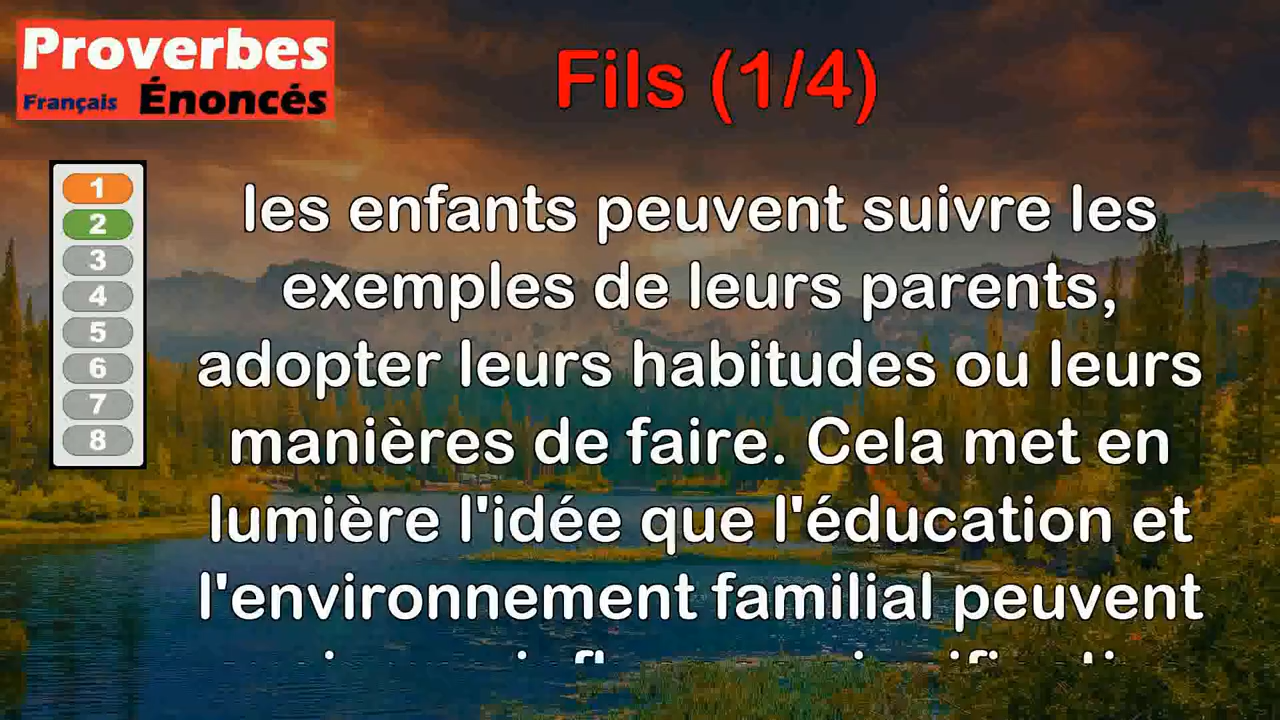 Proverbes
Français Énoncés
Fils (1/4)
1
2
3
4
5
6
7
8
les enfants peuvent suivre les
exemples de leurs parents,
adopter leurs habitudes ou leurs
manières de faire. Cela met en
lumière l'idée que l'éducation et
l'environnement familial peuvent